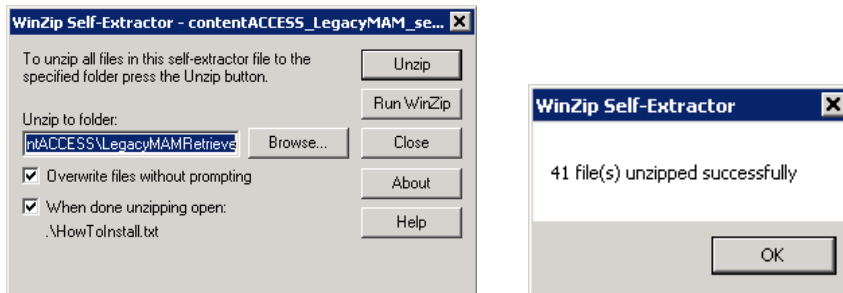 WinZip Self-Extractor - contentACCESS_LegacyMAM_se...
To unzip all files in this self-extractor file to the
specified folder press the Unzip button.
Unzip to folder:
ntACCESS\LegacyMAMRetrieve
Browse...
Overwrite files without prompting
When done unzipping open:
.\HowToInstall.txt
Unzip
Run WinZip
Close
About
Help
WinZip Self-Extractor
41 file(s) unzipped successfully
OK